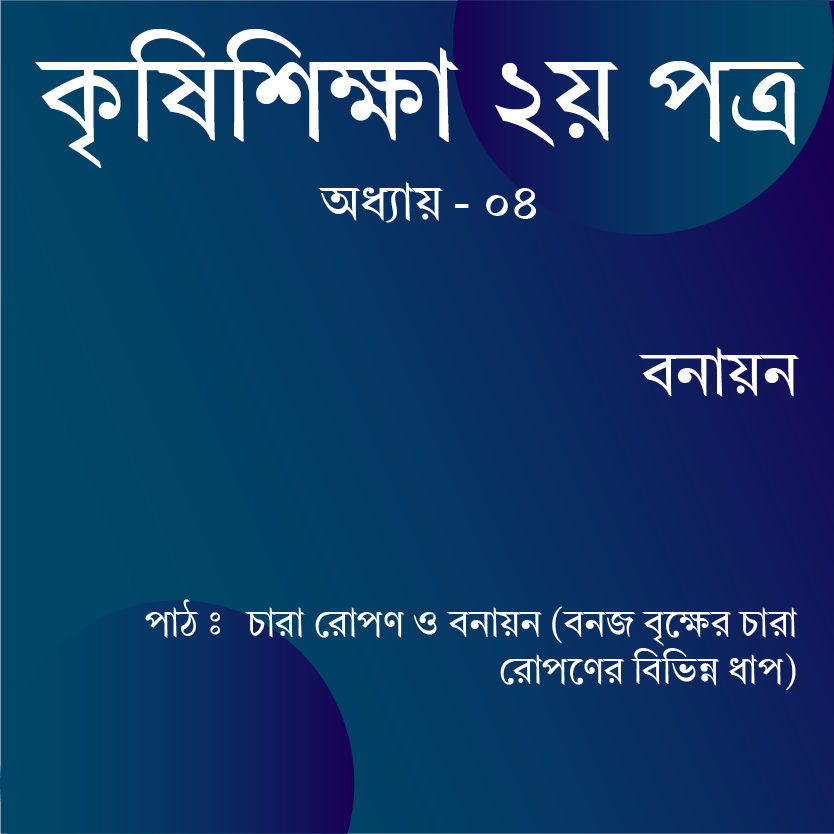 কৃষিশিক্ষা ২য় পত্র
অধ্যায় - ০৪
বনায়ন
পাঠ ঃ চারা রোপণ ও বনায়ন (বনজ বৃক্ষের চারা
রোপণের বিভিন্ন ধাপ)